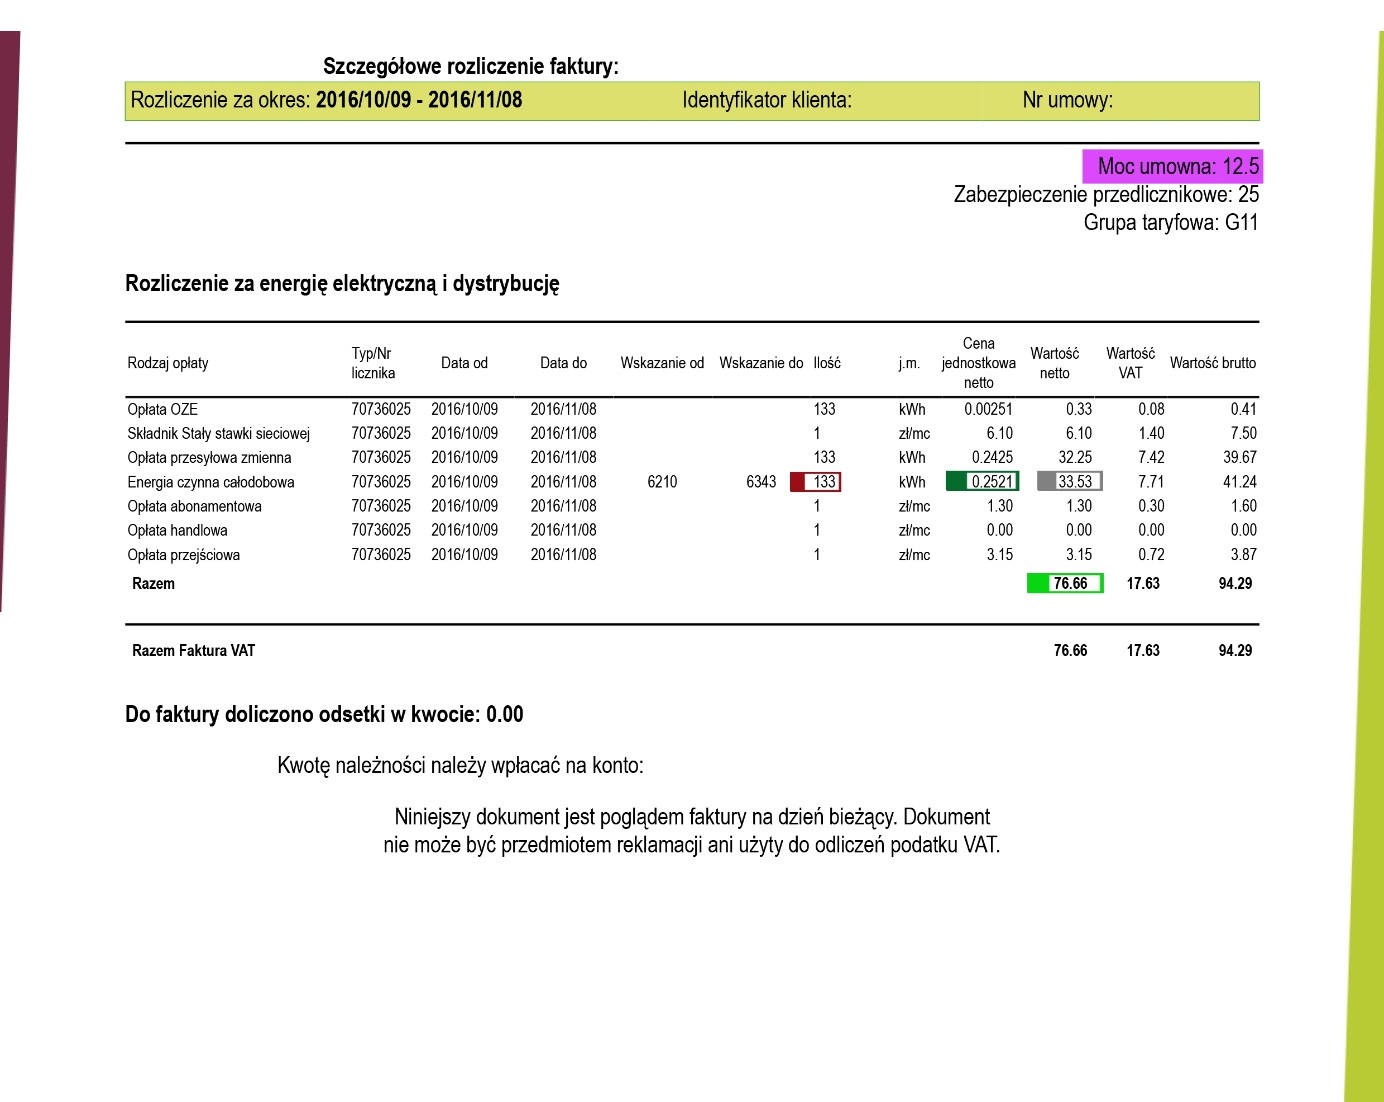 Szczegółowe rozliczenie faktury:
Rozliczenie za okres: 2016/10/09 - 2016/11/08 Identyfikator klienta: Nr umowy:
Moc umowna: 12.5
Zabezpieczenie przedlicznikowe: 25
Grupa taryfowa: G11
Rozliczenie za energię elektryczną i dystrybucję
Rodzaj opłaty Typ/Nr licznika Data od Data do Wskazanie od Wskazanie do Ilość j.m. Cena jednostkowa netto Wartość netto Wartość VAT Wartość brutto
Opłata OZE 70736025 2016/10/09 2016/11/08 133 kWh 0.00251 0.33 0.08 0.41
Składnik Stały stawki sieciowej 70736025 2016/10/09 2016/11/08 1 zł/mc 6.10 6.10 1.40 7.50
Opłata przesyłowa zmienna 70736025 2016/10/09 2016/11/08 133 kWh 0.2425 32.25 7.42 39.67
Energia czynna całodobowa 70736025 2016/10/09 2016/11/08 6210 6343 133 kWh 0.2521 33.53 7.71 41.24
Opłata abonamentowa 70736025 2016/10/09 2016/11/08 1 zł/mc 1.30 1.30 0.30 1.60
Opłata handlowa 70736025 2016/10/09 2016/11/08 1 zł/mc 0.00 0.00 0.00 0.00
Opłata przejściowa 70736025 2016/10/09 2016/11/08 1 zł/mc 3.15 3.15 0.72 3.87
Razem 76.66 17.63 94.29
Razem Faktura VAT 76.66 17.63 94.29
Do faktury doliczono odsetki w kwocie: 0.00
Kwotę należności należy wpłacać na konto:
Niniejszy dokument jest poglądem faktury na dzień bieżący. Dokument
nie może być przedmiotem reklamacji ani użyty do odliczeń podatku VAT.